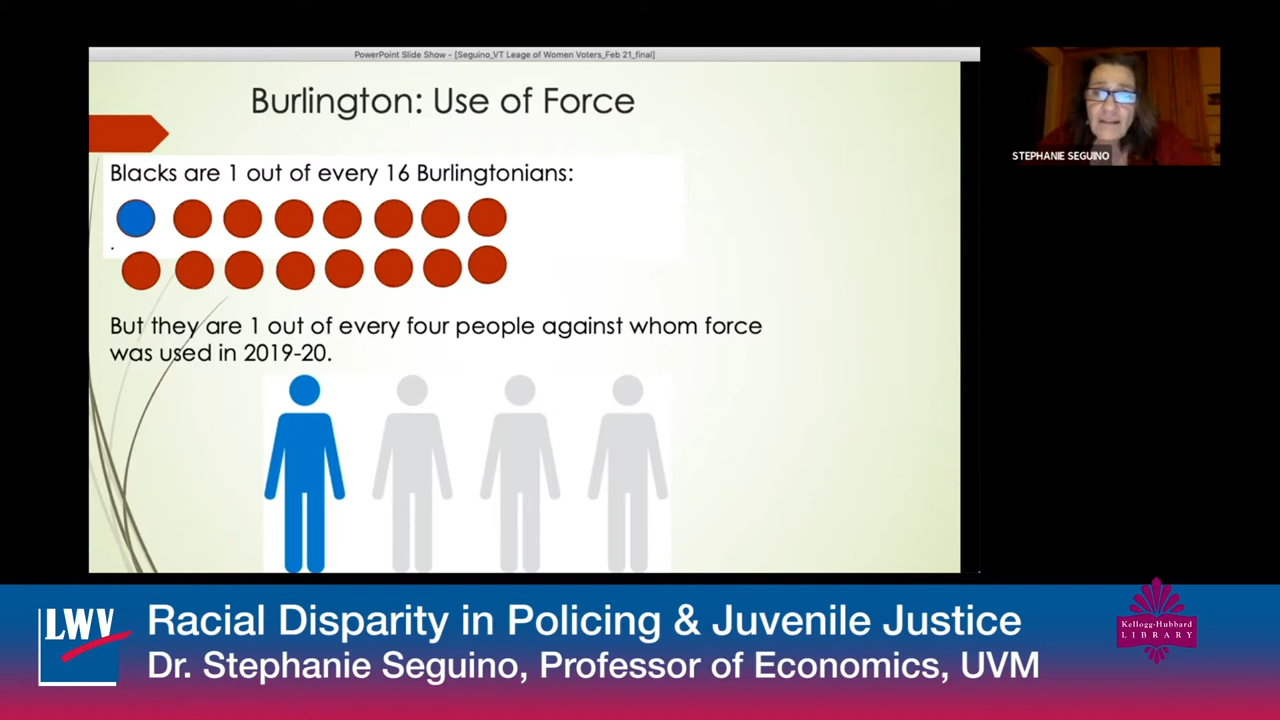 PowerPoint Slide Show - [Seguino_VT Leage of Women Voters_Feb 21_final]
Burlington: Use of Force
Blacks are 1 out of every 16 Burlingtonians:
.
But they are 1 out of every four people against whom force
was used in 2019-20.
STEPHANIE SEGUINO
LWV
Racial Disparity in Policing & Juvenile Justice
Dr. Stephanie Seguino, Professor of Economics, UVM
Kellogg-Hubbard
LIBRARY